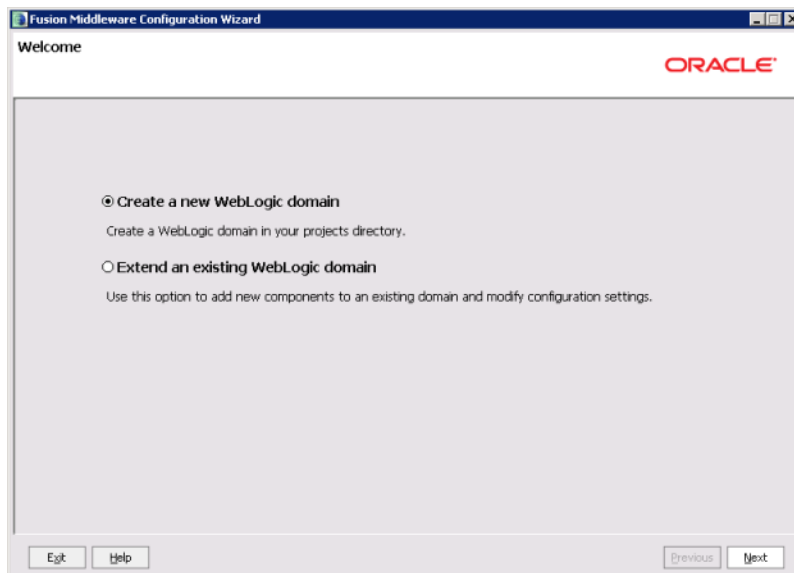 Fusion Middleware Configuration Wizard
Welcome
ORACLE
Create a new WebLogic domain
Create a WebLogic domain in your projects directory.
Extend an existing WebLogic domain
Use this option to add new components to an existing domain and modify configuration settings.
Exit Help Previous Next